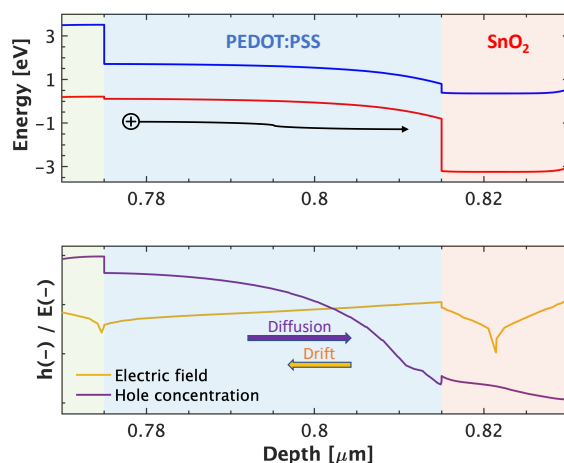 PEDOT:PSS
SnO₂
Energy [eV]
3
1
-1
-3
+
0.78
0.8
0.82
h(-) / E(-)
Diffusion
Drift
Electric field
Hole concentration
0.78
0.8
0.82
Depth [μm]